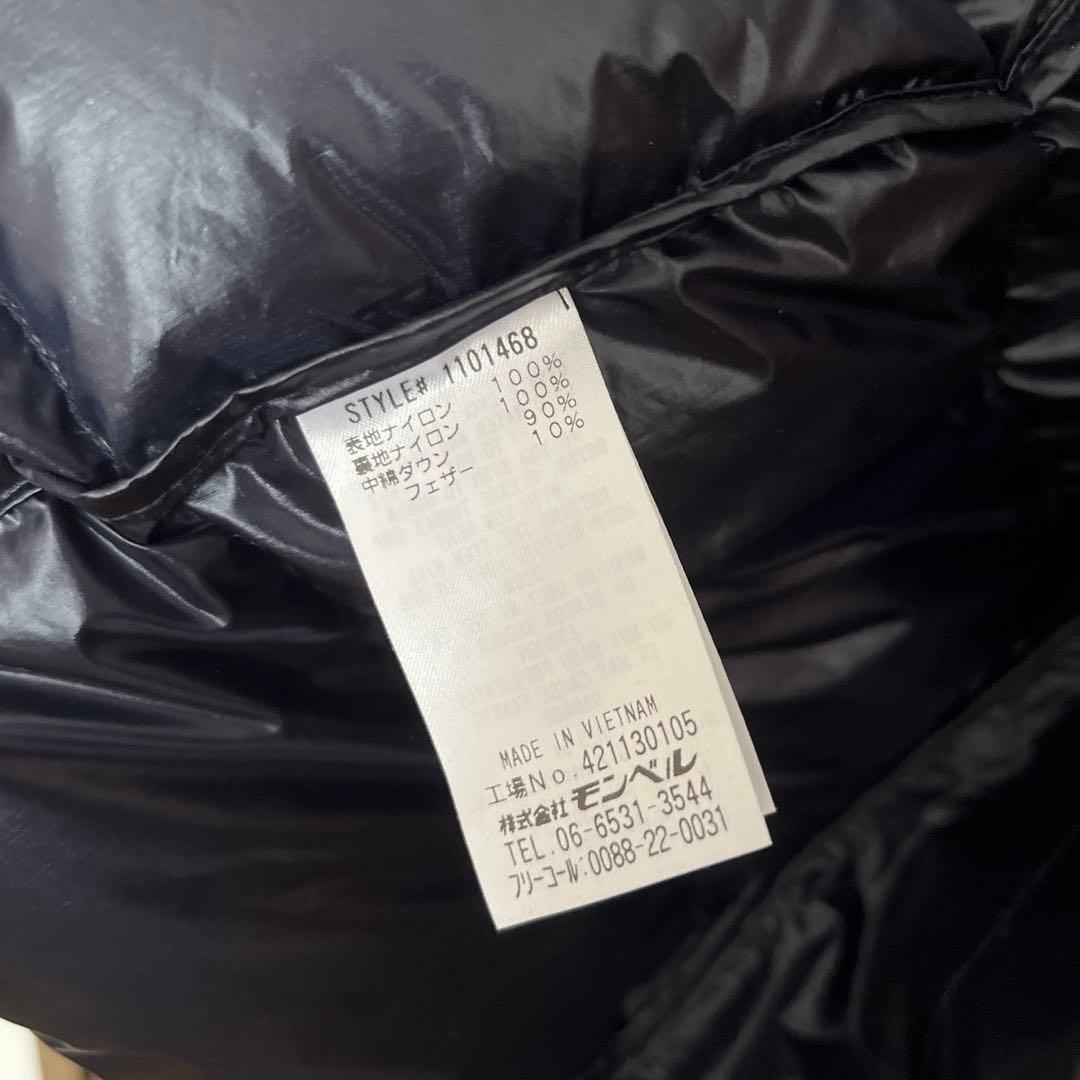 STYLE# 1101468
表地ナイロン 100%
裏地ナイロン 100%
中綿ダウン 90%
フェザー 10%
MADE IN VIETNAM
工場No.421130105
株式会社モンベル
TEL.06-6531-3544
フリーコール:0088-22-0031